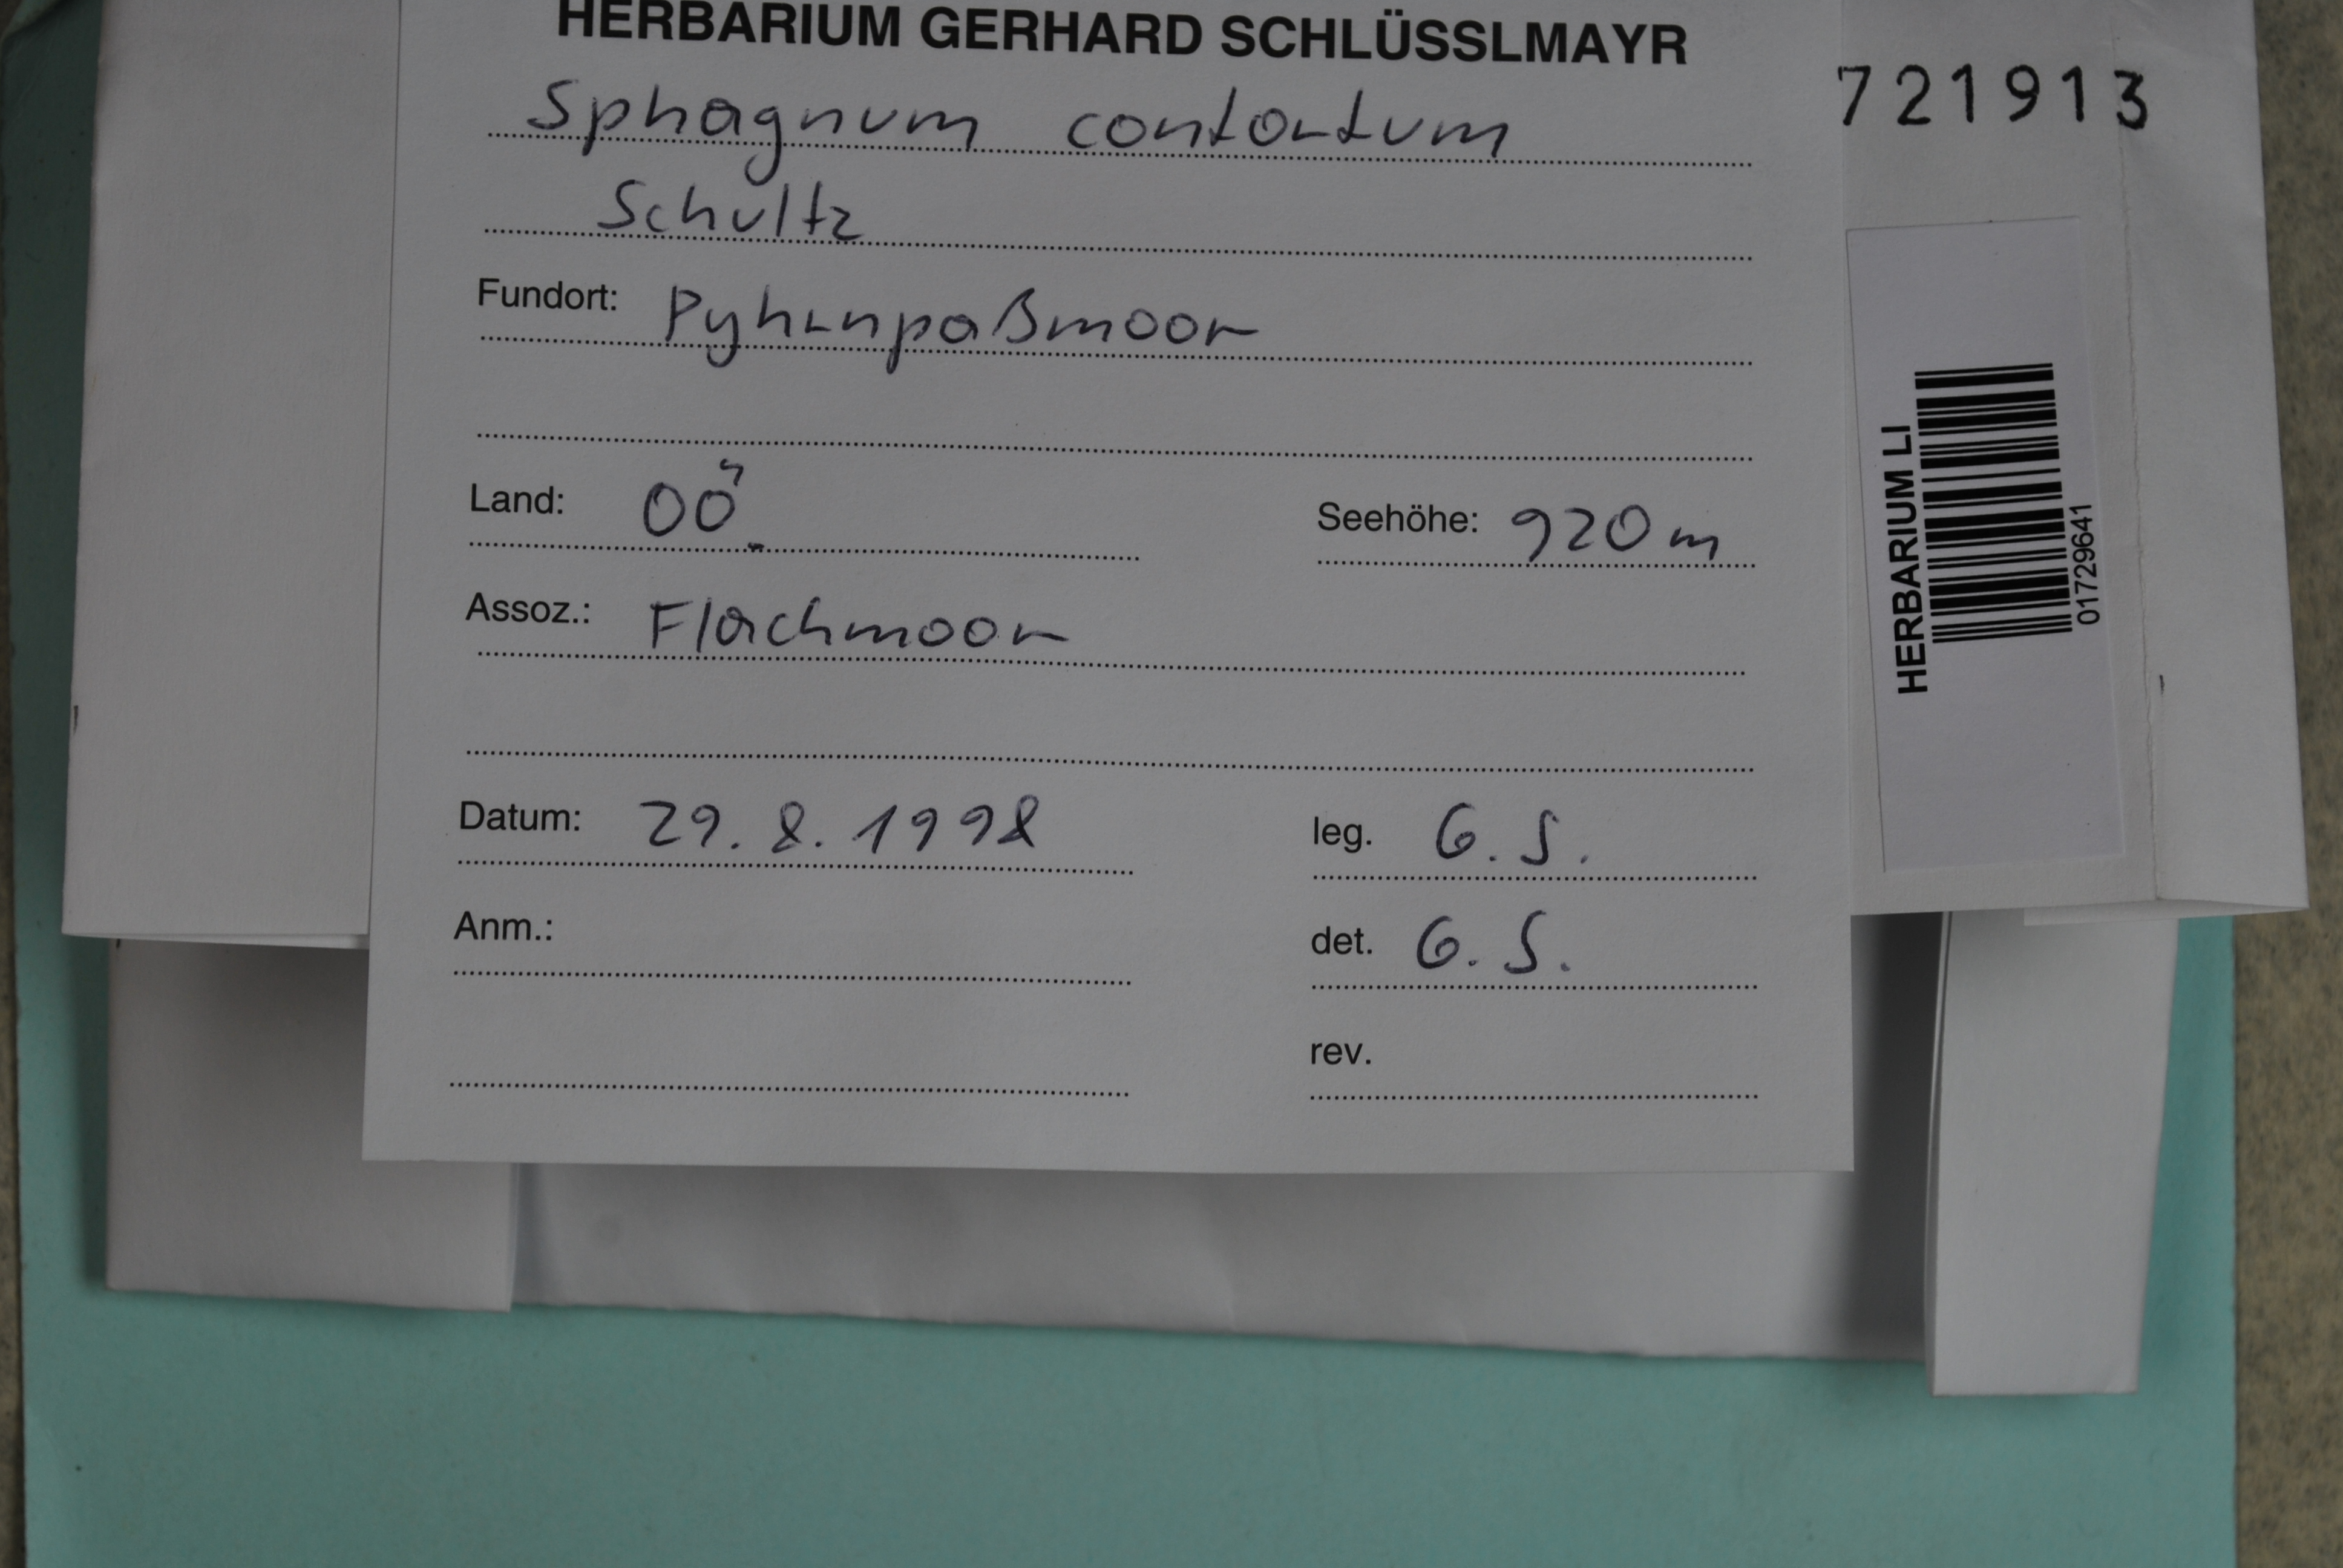 HERBARIUM GERHARD SCHLÜSSLMAYR
721913
Sphagnum contortum
Schultz
Fundort: Pyhrnpaßmoor
Land: OÖ.
Seehöhe: 920 m
Assoz.: Flachmoor
Datum: 29. 8. 1998
leg. G. S.
Anm.:
det. G. S.
rev.
HERBARIUM LI
01729641